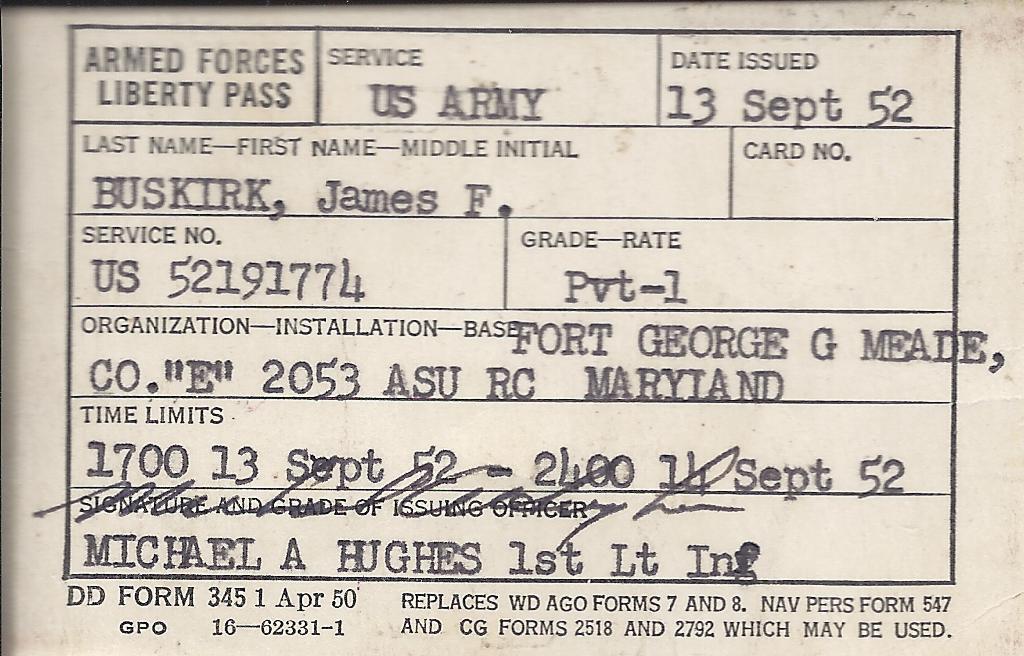 ARMED FORCES
LIBERTY PASS
SERVICE
US ARMY
DATE ISSUED
13 Sept 52
LAST NAME—FIRST NAME—MIDDLE INITIAL
BUSKIRK, James F.
CARD NO.
SERVICE NO.
US 52191774
GRADE—RATE
Pvt-1
ORGANIZATION—INSTALLATION—BASE FORT GEORGE G MEADE,
CO."E" 2053 ASU RC MARYLAND
TIME LIMITS
1700 13 Sept 52 - 2400 14 Sept 52
SIGNATURE AND GRADE OF ISSUING OFFICER
MICHAEL A HUGHES 1st Lt Inf
DD FORM 345 1 Apr 50
GPO 16—62331-1
REPLACES WD AGO FORMS 7 AND 8. NAV PERS FORM 547
AND CG FORMS 2518 AND 2792 WHICH MAY BE USED.